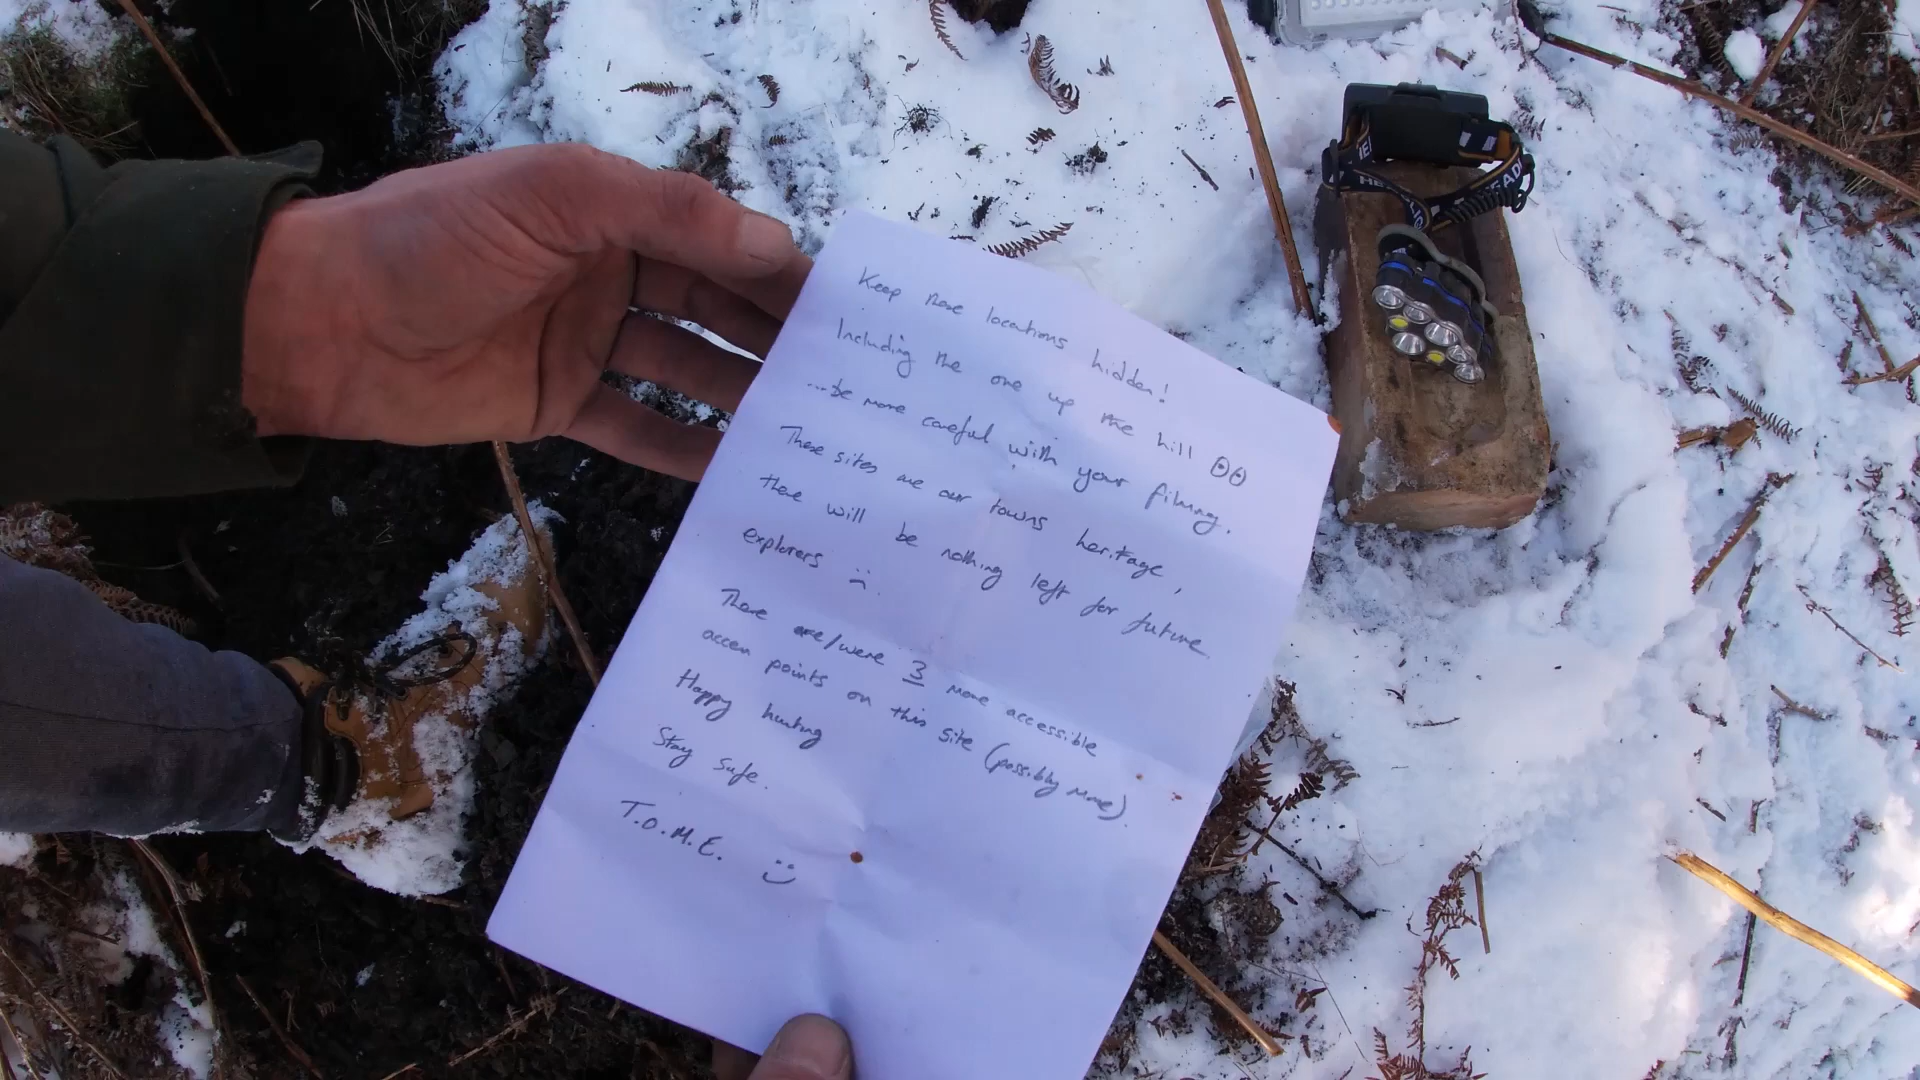 Keep these locations hidden!
Including the one up the hill
...be more careful with your filming.
These sites are our towns heritage,
there will be nothing left for future
explorers :(
There are/were 3 more accessible
access points on this site (possibly more)
Happy hunting
Stay safe.
T.O.M.E. :)